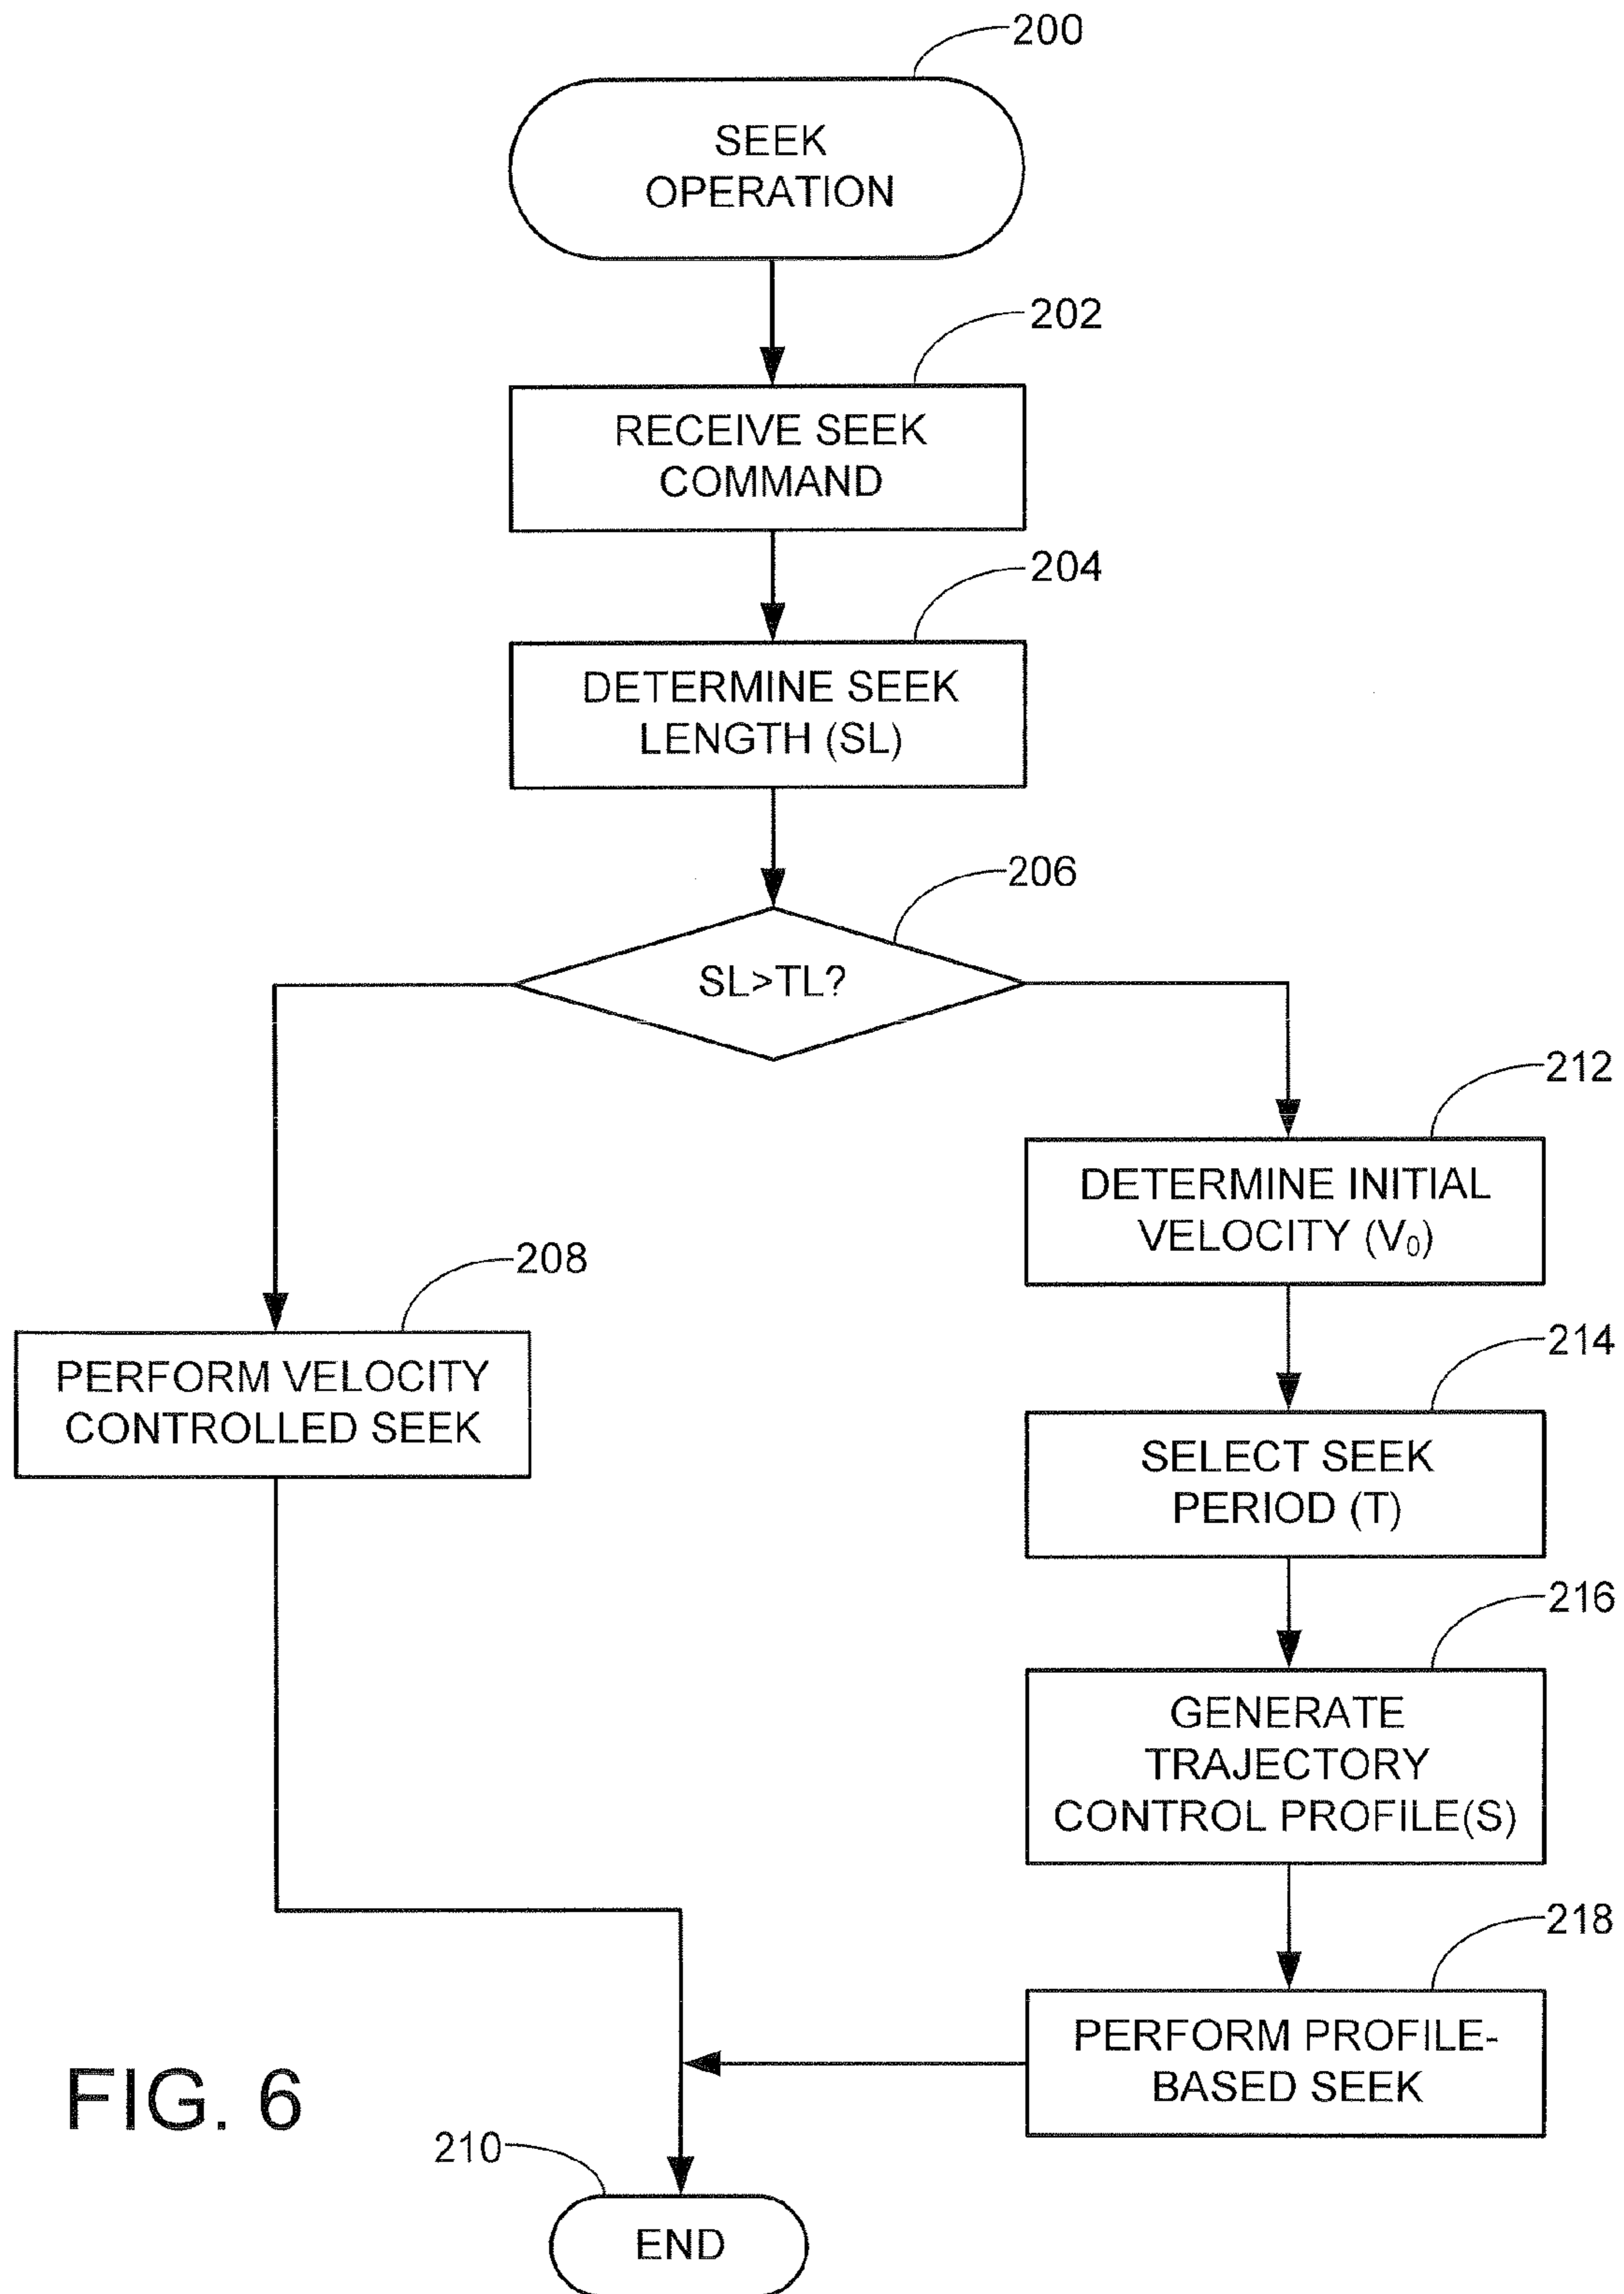 200
SEEK
OPERATION
202
RECEIVE SEEK
COMMAND
204
DETERMINE SEEK
LENGTH (SL)
206
SL>TL?
212
DETERMINE INITIAL
VELOCITY (V₀)
208
PERFORM VELOCITY
CONTROLLED SEEK
214
SELECT SEEK
PERIOD (T)
216
GENERATE
TRAJECTORY
CONTROL PROFILE(S)
218
PERFORM PROFILE-
BASED SEEK
FIG. 6
210
END